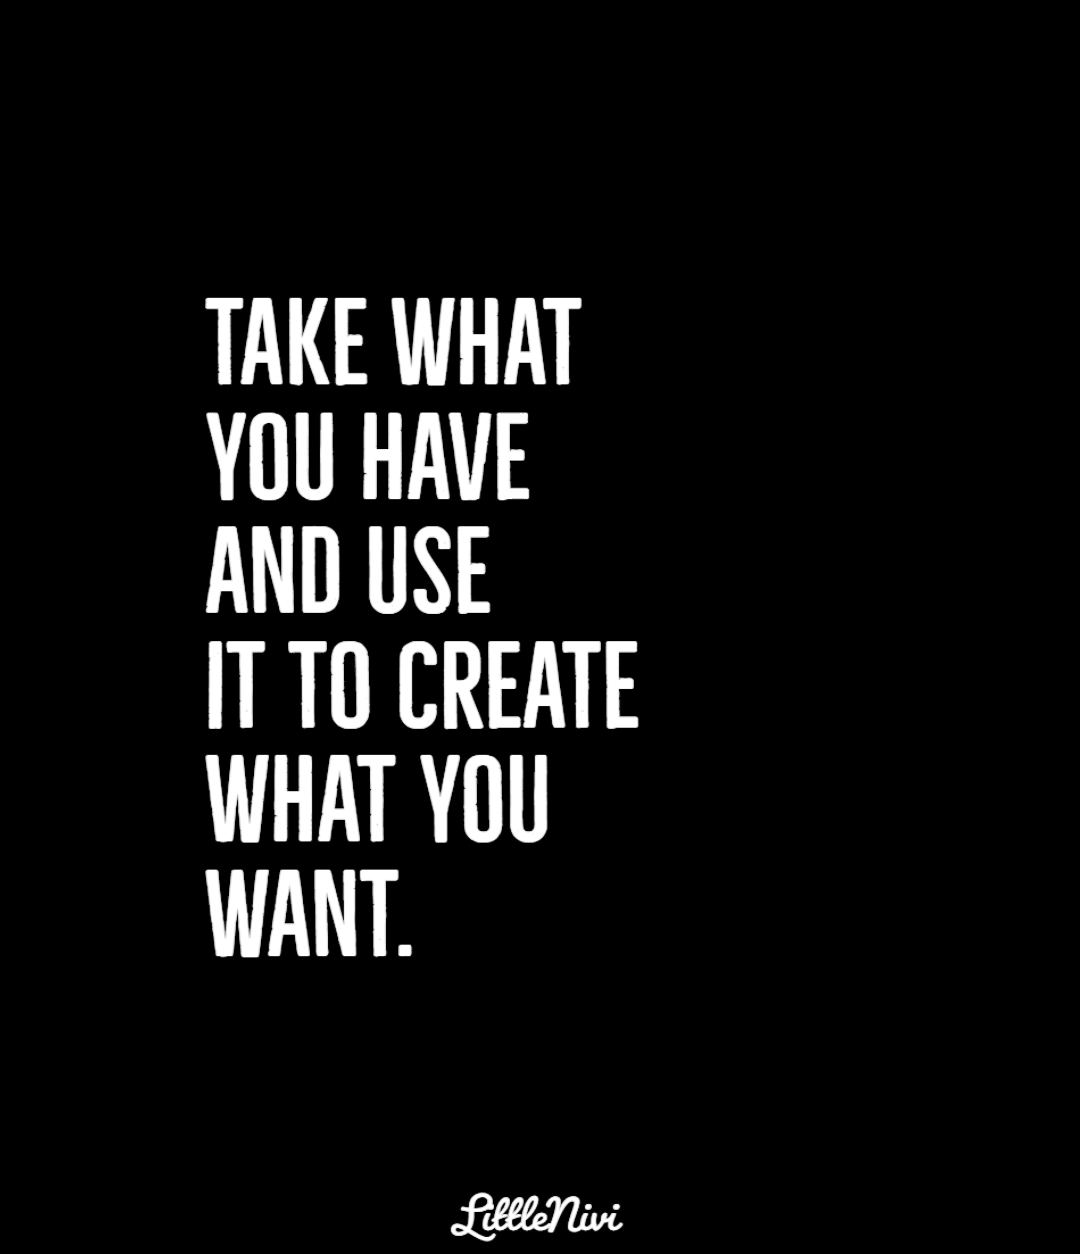 TAKE WHAT
YOU HAVE
AND USE
IT TO CREATE
WHAT YOU
WANT.
LittleNivi